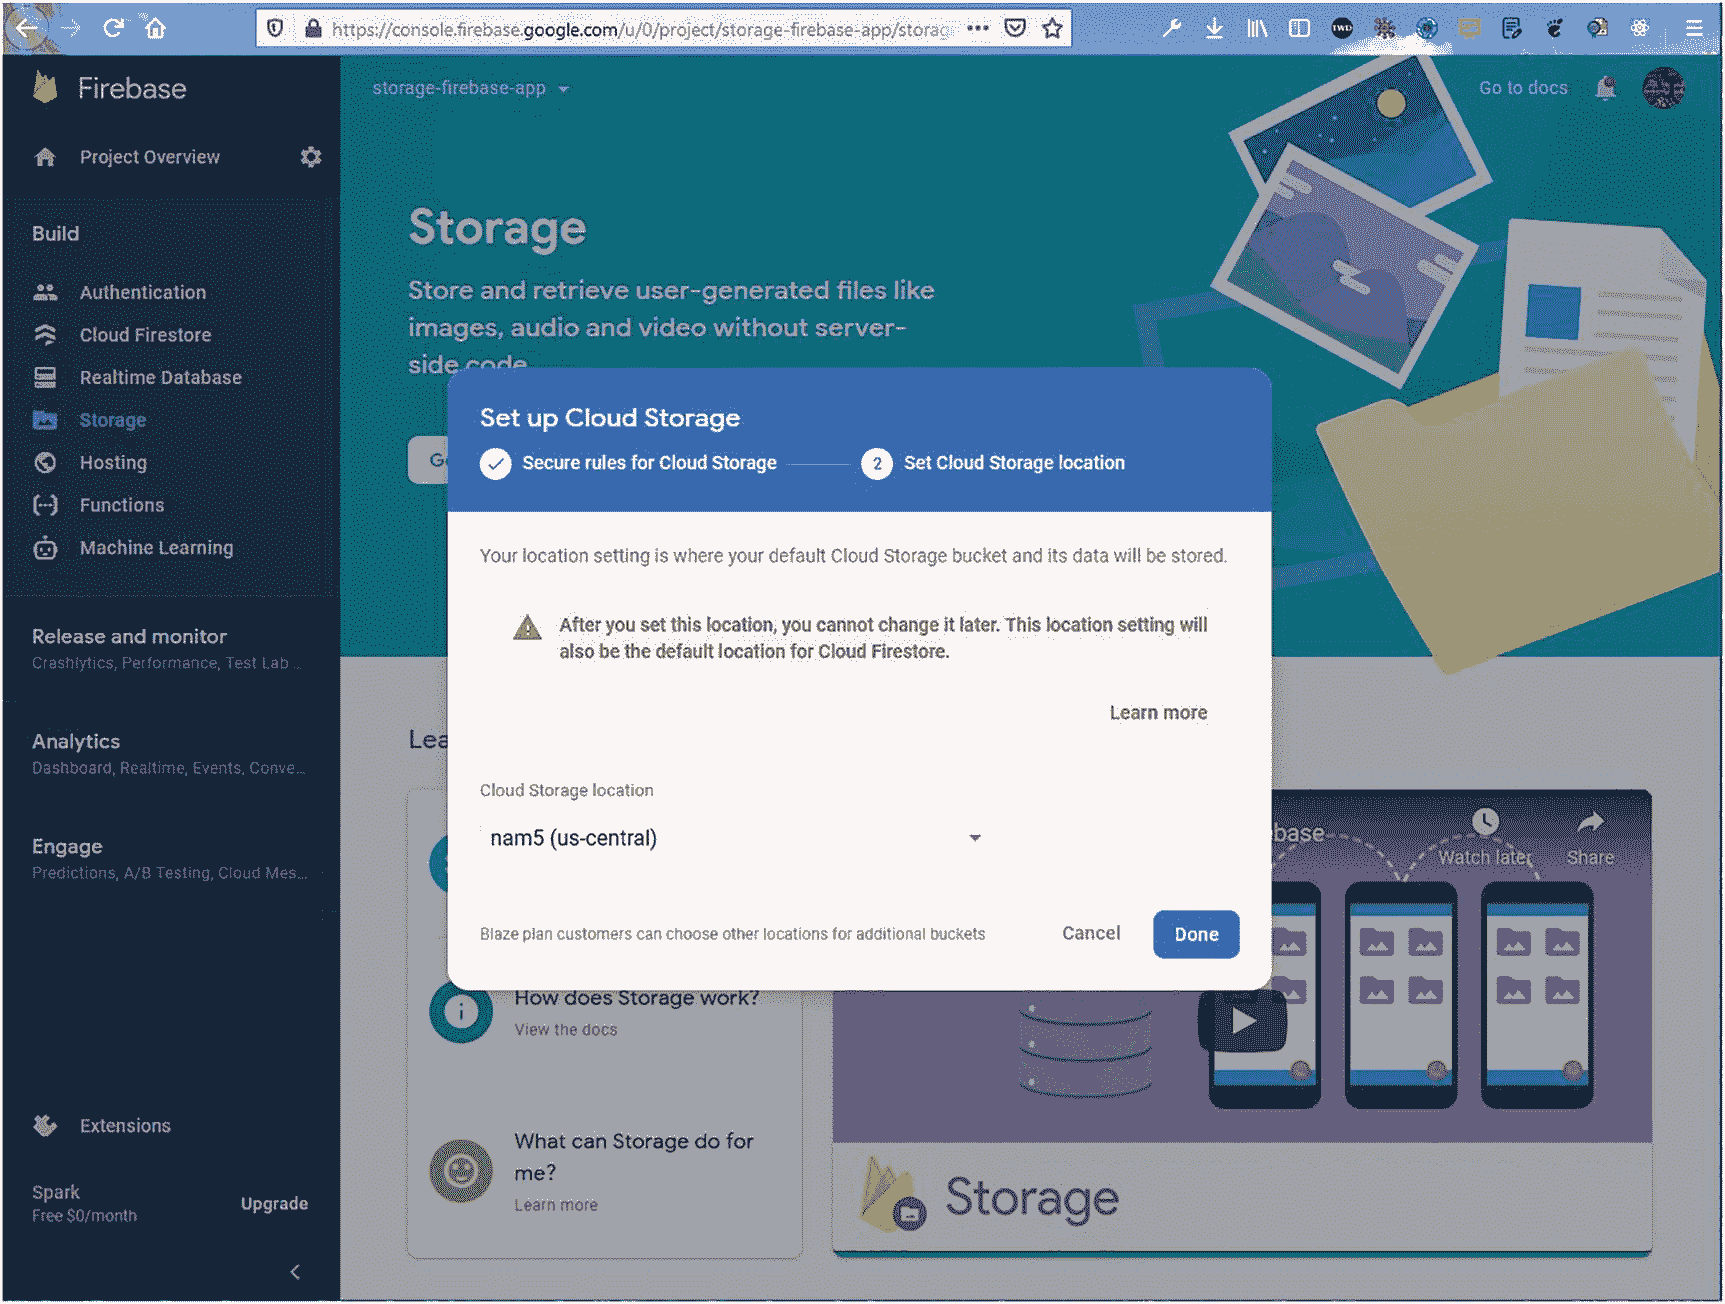 https://console.firebase.google.com/u/0/project/storage-firebase-app/storag
Firebase
storage-firebase-app
Go to docs
Project Overview
Build
Authentication
Cloud Firestore
Realtime Database
Storage
Hosting
Functions
Machine Learning
Release and monitor
Crashlytics, Performance, Test Lab ...
Analytics
Dashboard, Realtime, Events, Conve...
Engage
Predictions, A/B Testing, Cloud Mes...
Extensions
Spark
Free $0/month
Upgrade
Storage
Store and retrieve user-generated files like
images, audio and video without server-
side code
Set up Cloud Storage
Secure rules for Cloud Storage
2 Set Cloud Storage location
Your location setting is where your default Cloud Storage bucket and its data will be stored.
After you set this location, you cannot change it later. This location setting will
also be the default location for Cloud Firestore.
Learn more
Cloud Storage location
nam5 (us-central)
Blaze plan customers can choose other locations for additional buckets
Cancel
Done
Lea
base
Watch later
Share
How does Storage work?
View the docs
What can Storage do for
me?
Learn more
Storage